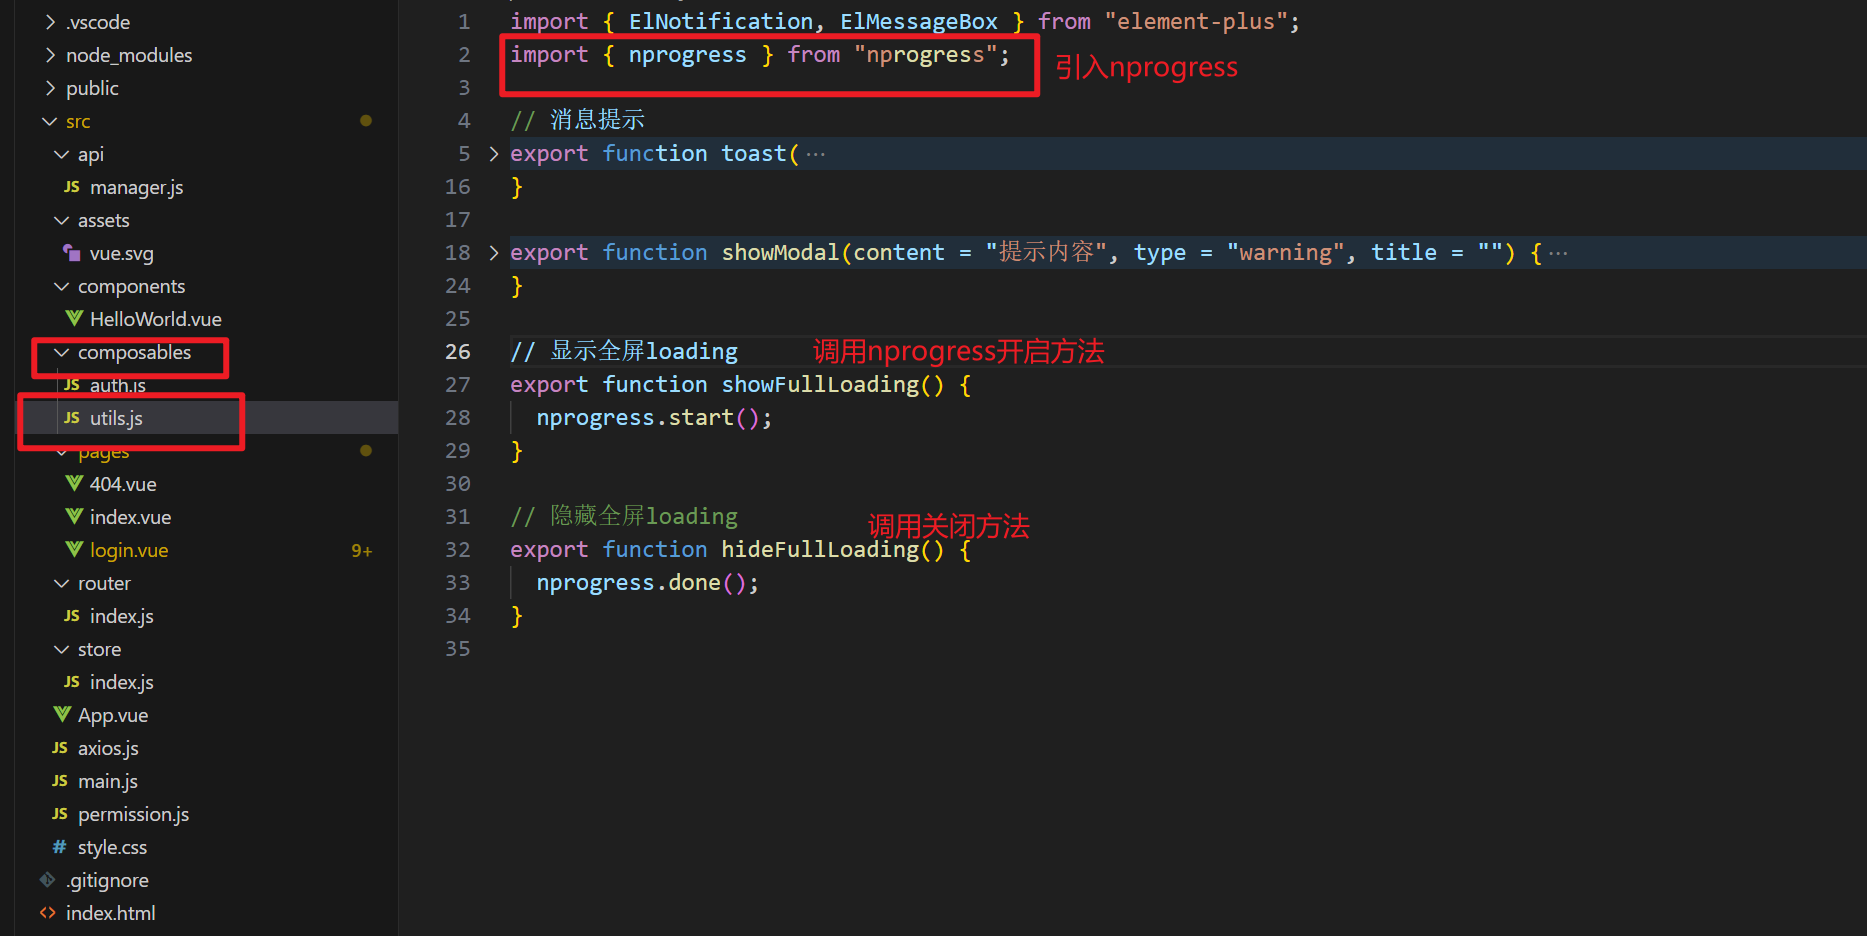 .vscode
node_modules
public
src
api
JS manager.js
assets
vue.svg
components
HelloWorld.vue
composables
JS auth.js
JS utils.js
pages
404.vue
index.vue
login.vue 9+
router
JS index.js
store
JS index.js
App.vue
JS axios.js
JS main.js
JS permission.js
# style.css
.gitignore
<> index.html
1 import { ElNotification, ElMessageBox } from "element-plus";
2 import { nprogress } from "nprogress";
引入nprogress
3
4 // 消息提示
5 export function toast(···
16 }
17
18 export function showModal(content = "提示内容", type = "warning", title = "") {···
24 }
25
26 // 显示全屏loading
调用nprogress开启方法
27 export function showFullLoading() {
28 nprogress.start();
29 }
30
31 // 隐藏全屏loading
调用关闭方法
32 export function hideFullLoading() {
33 nprogress.done();
34 }
35